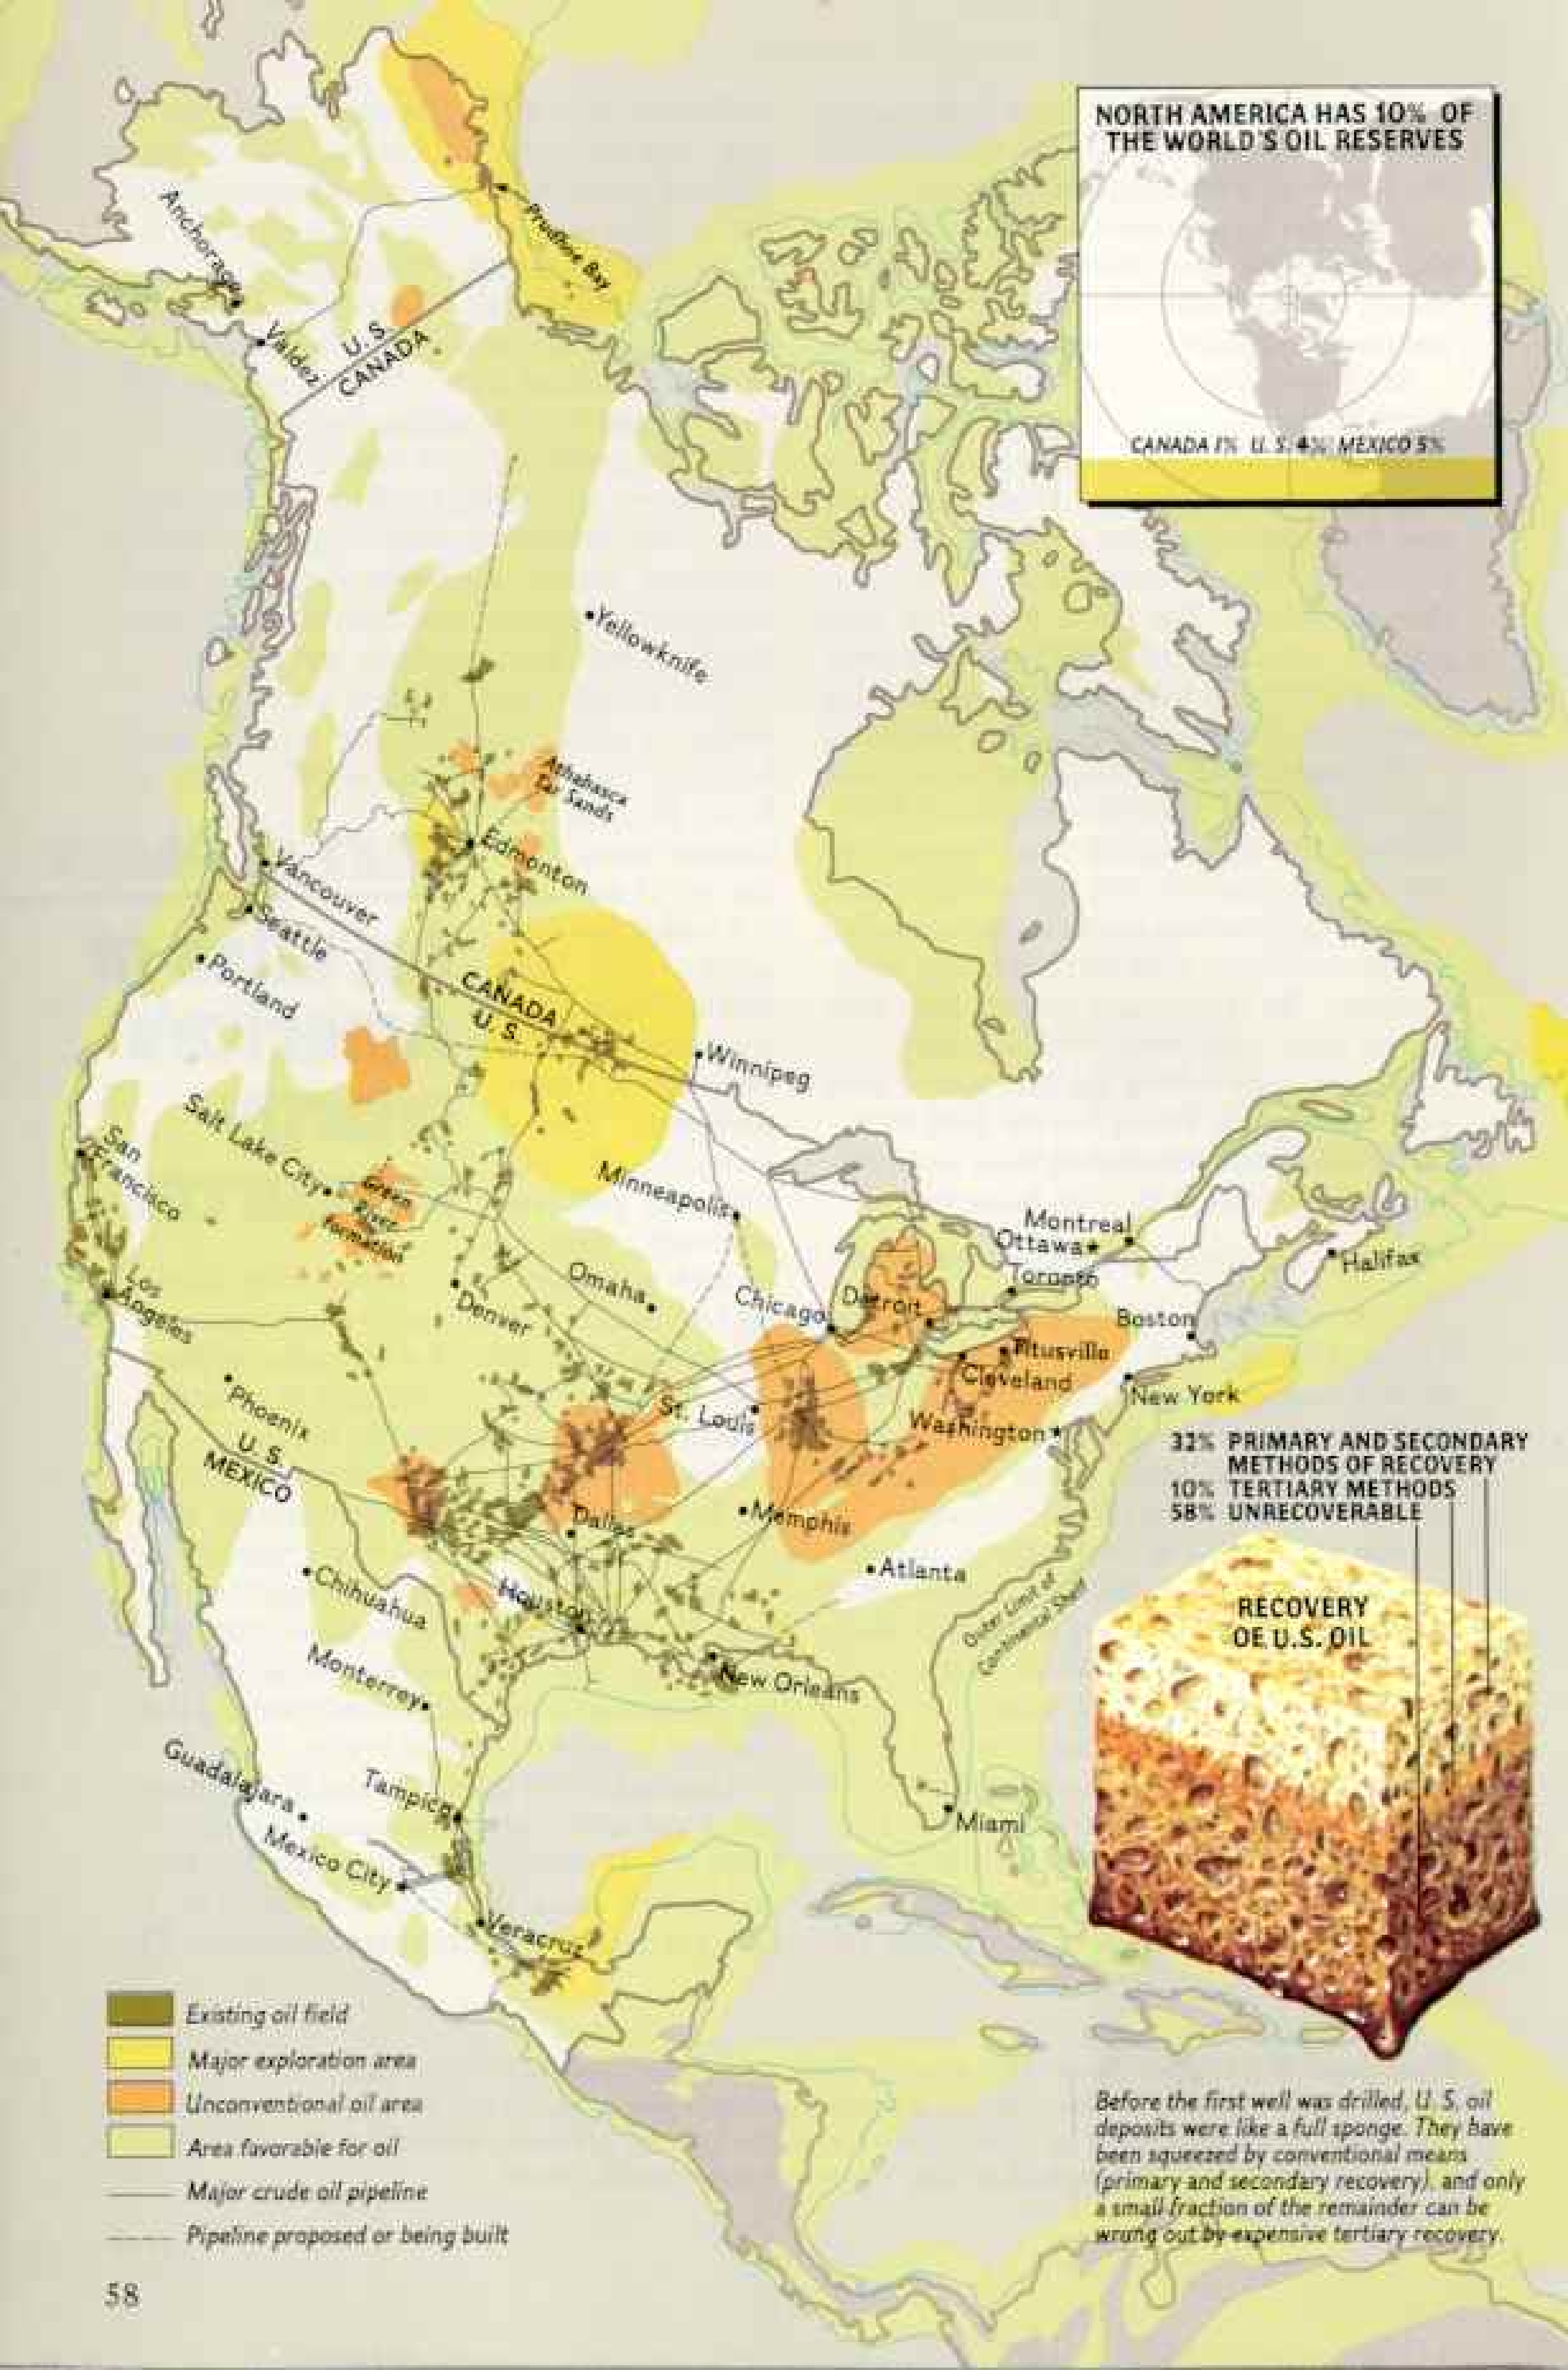 NORTH AMERICA HAS 10% OF
THE WORLD'S OIL RESERVES
CANADA 1% U.S. 4% MEXICO 5%
Anchorage
Prudhoe Bay
Valdez
U.S.
CANADA
Yellowknife
Athabasca
Tar Sands
Edmonton
Vancouver
Seattle
Portland
CANADA
U.S.
Winnipeg
Salt Lake City
San
Francisco
Green
River
formation
Minneapolis
Montreal
Ottawa
Halifax
Toronto
Los
Angeles
Denver
Omaha
Chicago
Detroit
Boston
Titusville
Cleveland
New York
Phoenix
St. Louis
Washington
U.S.
MEXICO
32% PRIMARY AND SECONDARY
METHODS OF RECOVERY
10% TERTIARY METHODS
58% UNRECOVERABLE
Dallas
Memphis
Atlanta
Chihuahua
Houston
Outer Limit of
Continental Shelf
RECOVERY
OF U.S. OIL
Monterrey
New Orleans
Guadalajara
Tampico
Miami
Mexico City
Veracruz
Existing oil field
Major exploration area
Unconventional oil area
Area favorable for oil
Major crude oil pipeline
Pipeline proposed or being built
Before the first well was drilled, U.S. oil
deposits were like a full sponge. They have
been squeezed by conventional means
(primary and secondary recovery), and only
a small fraction of the remainder can be
wrung out by expensive tertiary recovery.
58